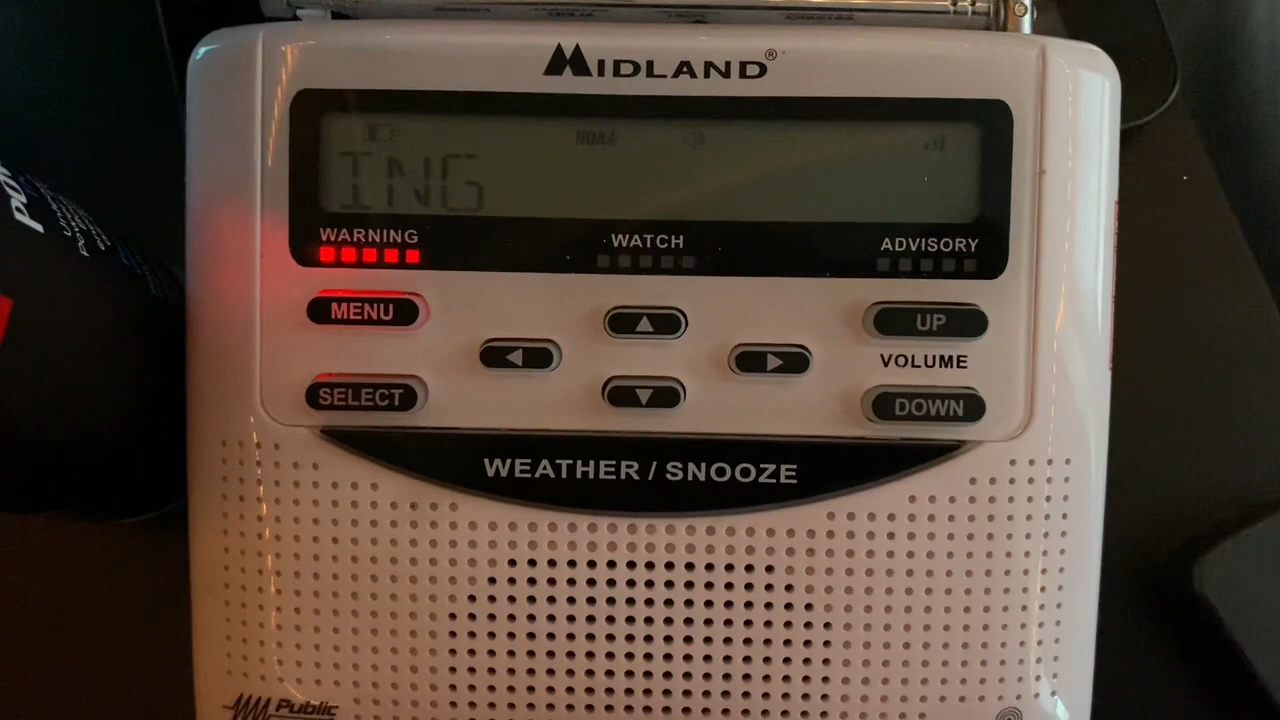 MIDLAND®
NOAA
ING
WARNING
WATCH
ADVISORY
MENU
▲
UP
◀
▶
VOLUME
SELECT
▼
DOWN
WEATHER / SNOOZE
Public